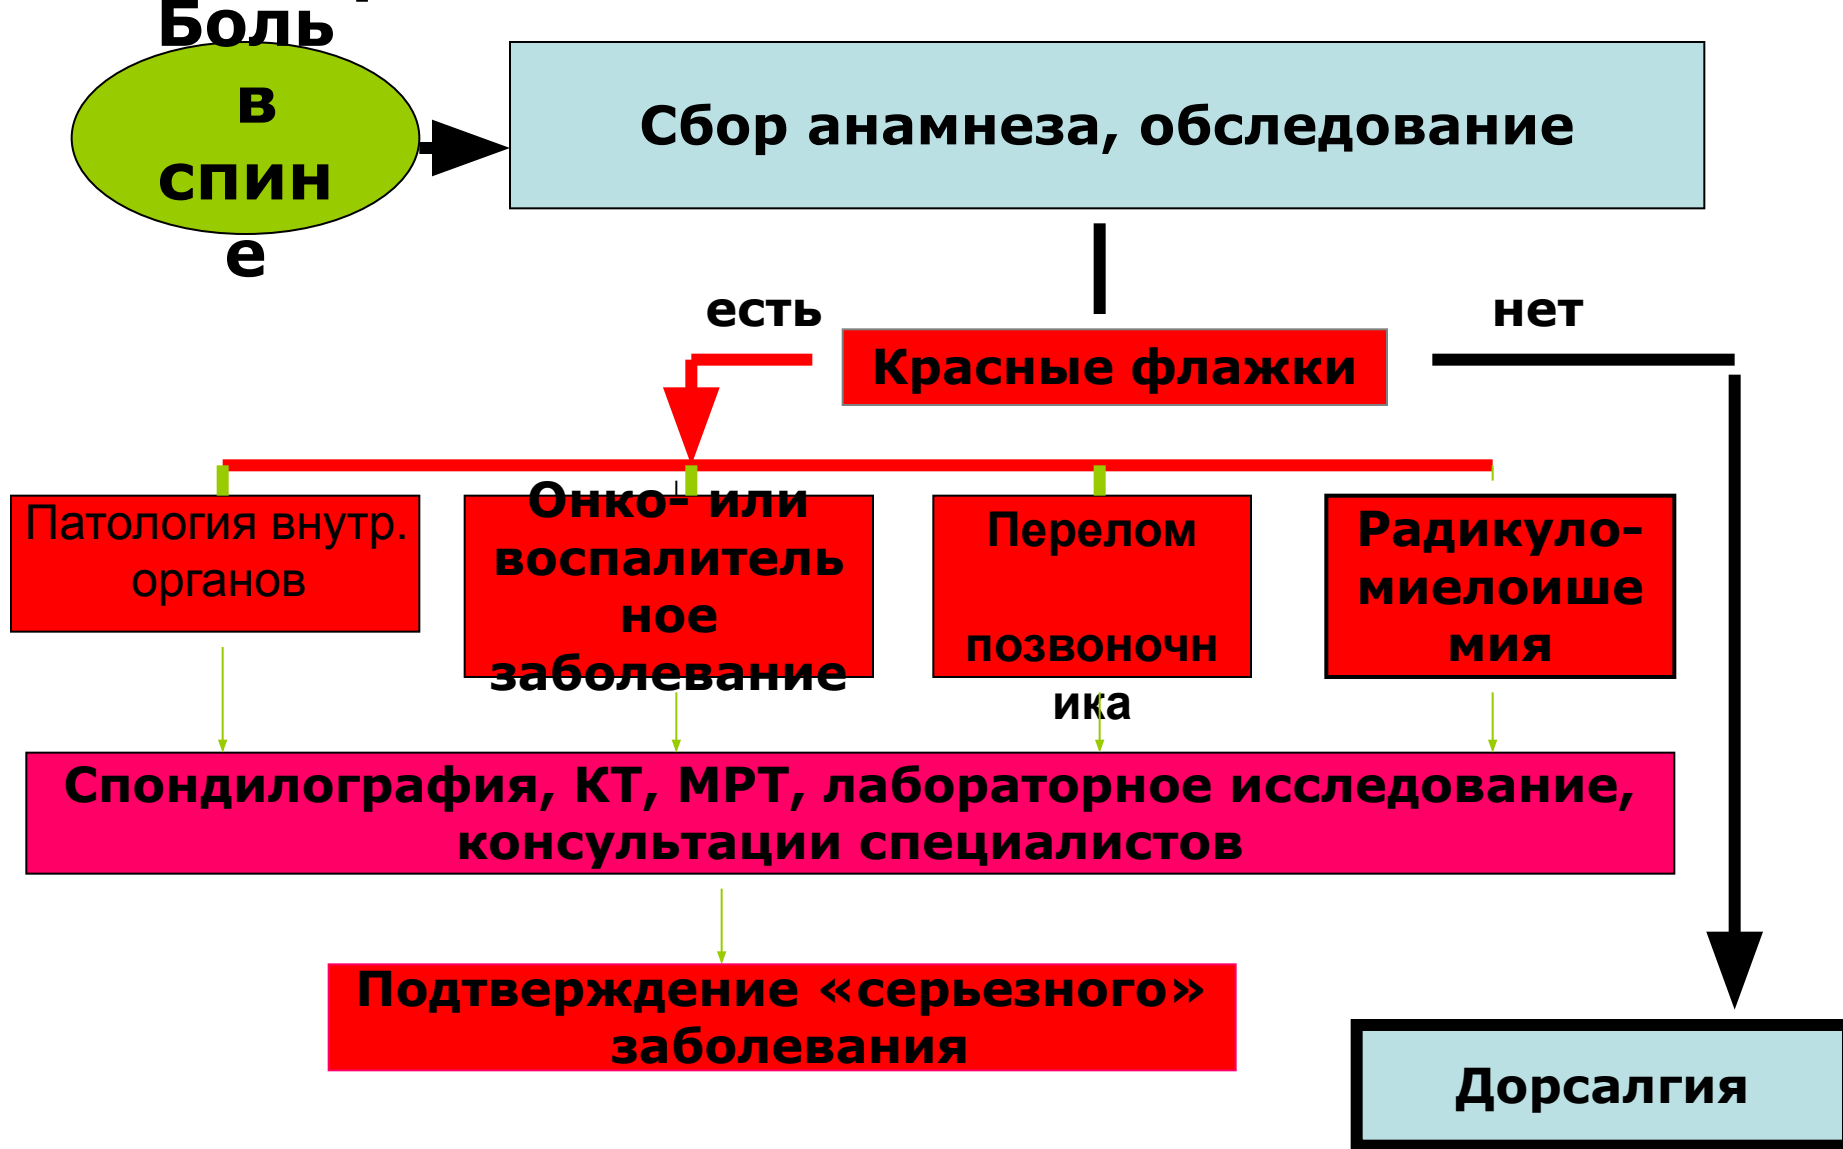 Боль
в
спин
е
Сбор анамнеза, обследование
есть
нет
Красные флажки
Патология внутр.
органов
Онко- или
воспалитель
ное
заболевание
Перелом
позвоночн
ика
Радикуло-
миелоише
мия
Спондилография, КТ, МРТ, лабораторное исследование,
консультации специалистов
Подтверждение «серьезного»
заболевания
Дорсалгия